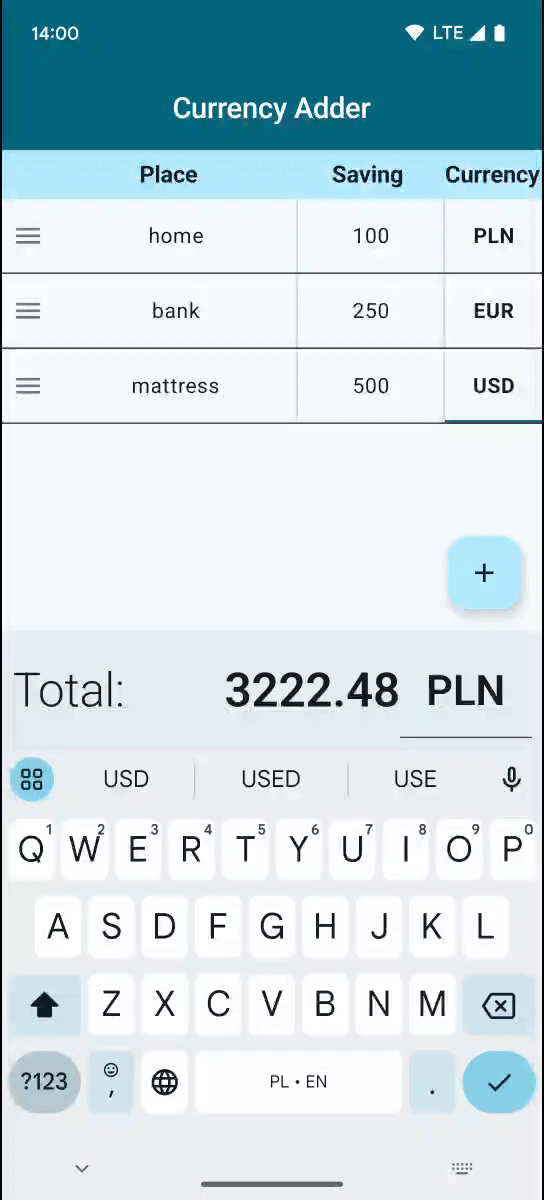 14:00 LTE
Currency Adder
Place Saving Currency
home 100 PLN
bank 250 EUR
mattress 500 USD
+
Total: 3222.48 PLN
USD USED USE
Q1 W2 E3 R4 T5 Y6 U7 I8 O9 P0
A S D F G H J K L
Z X C V B N M
?123 , PL • EN .